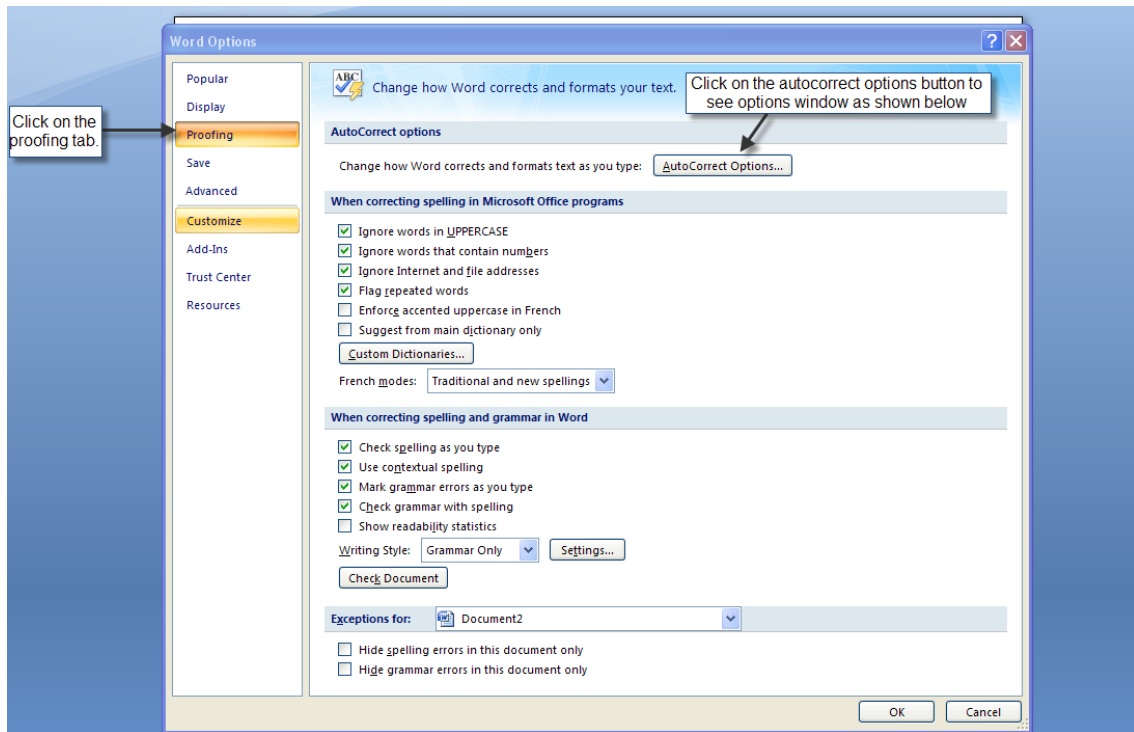 Word Options
Popular
Display
Proofing
Save
Advanced
Customize
Add-Ins
Trust Center
Resources
Click on the
proofing tab.
ABC
Change how Word corrects and formats your text.
Click on the autocorrect options button to
see options window as shown below
AutoCorrect options
Change how Word corrects and formats text as you type: AutoCorrect Options...
When correcting spelling in Microsoft Office programs
Ignore words in UPPERCASE
Ignore words that contain numbers
Ignore Internet and file addresses
Flag repeated words
Enforce accented uppercase in French
Suggest from main dictionary only
Custom Dictionaries...
French modes: Traditional and new spellings
When correcting spelling and grammar in Word
Check spelling as you type
Use contextual spelling
Mark grammar errors as you type
Check grammar with spelling
Show readability statistics
Writing Style: Grammar Only Settings...
Check Document
Exceptions for: Document2
Hide spelling errors in this document only
Hide grammar errors in this document only
OK Cancel